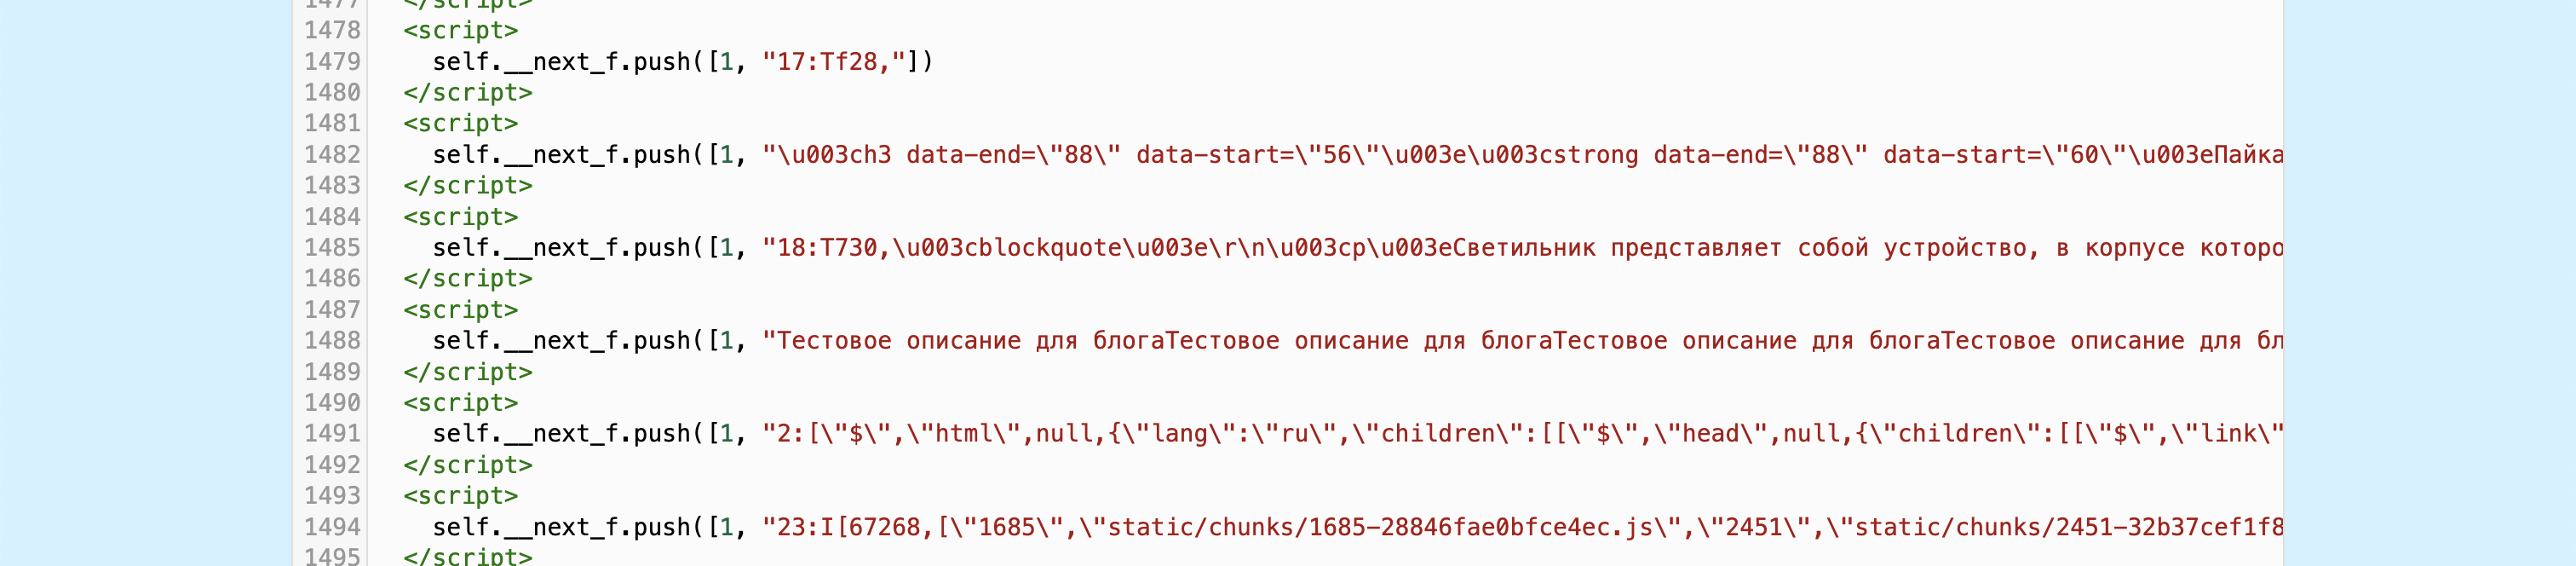 1477 </script>
1478 <script>
1479 self.__next_f.push([1, "17:Tf28,"])
1480 </script>
1481 <script>
1482 self.__next_f.push([1, "\u003ch3 data-end=\"88\" data-start=\"56\"\u003e\u003cstrong data-end=\"88\" data-start=\"60\"\u003eПайка
1483 </script>
1484 <script>
1485 self.__next_f.push([1, "18:T730,\u003cblockquote\u003e\r\n\u003cp\u003eСветильник представляет собой устройство, в корпусе которо
1486 </script>
1487 <script>
1488 self.__next_f.push([1, "Тестовое описание для блогаТестовое описание для блогаТестовое описание для блогаТестовое описание для бл
1489 </script>
1490 <script>
1491 self.__next_f.push([1, "2:[\"$\",\"html\",null,{\"lang\":\"ru\",\"children\":[[\"$\",\"head\",null,{\"children\":[[\"$\",\"link\"
1492 </script>
1493 <script>
1494 self.__next_f.push([1, "23:I[67268,[\"1685\",\"static/chunks/1685-28846fae0bfce4ec.js\",\"2451\",\"static/chunks/2451-32b37cef1f8
1495 </script>